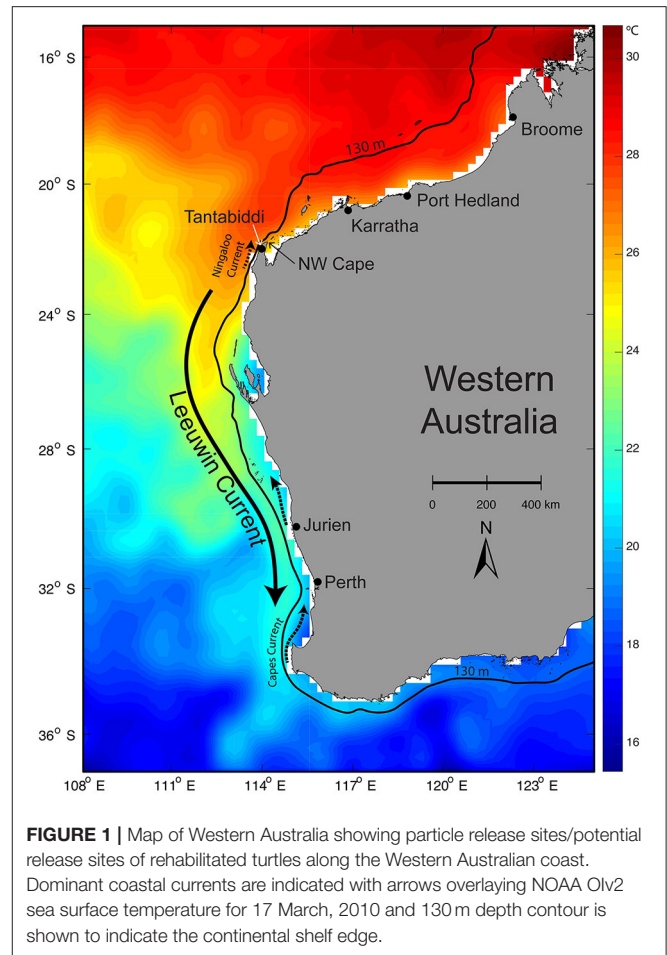 16° S
20° S
24° S
28° S
32° S
36° S
108° E
111° E
114° E
117° E
120° E
123° E
°C
30
28
26
24
22
20
18
16
130 m
Broome
Port Hedland
Karratha
Tantabiddi
NW Cape
Ningaloo
Current
Western
Australia
Leeuwin Current
0 200 400 km
N
Jurien
Perth
Capes Current
130 m
FIGURE 1 | Map of Western Australia showing particle release sites/potential
release sites of rehabilitated turtles along the Western Australian coast.
Dominant coastal currents are indicated with arrows overlaying NOAA OIv2
sea surface temperature for 17 March, 2010 and 130 m depth contour is
shown to indicate the continental shelf edge.